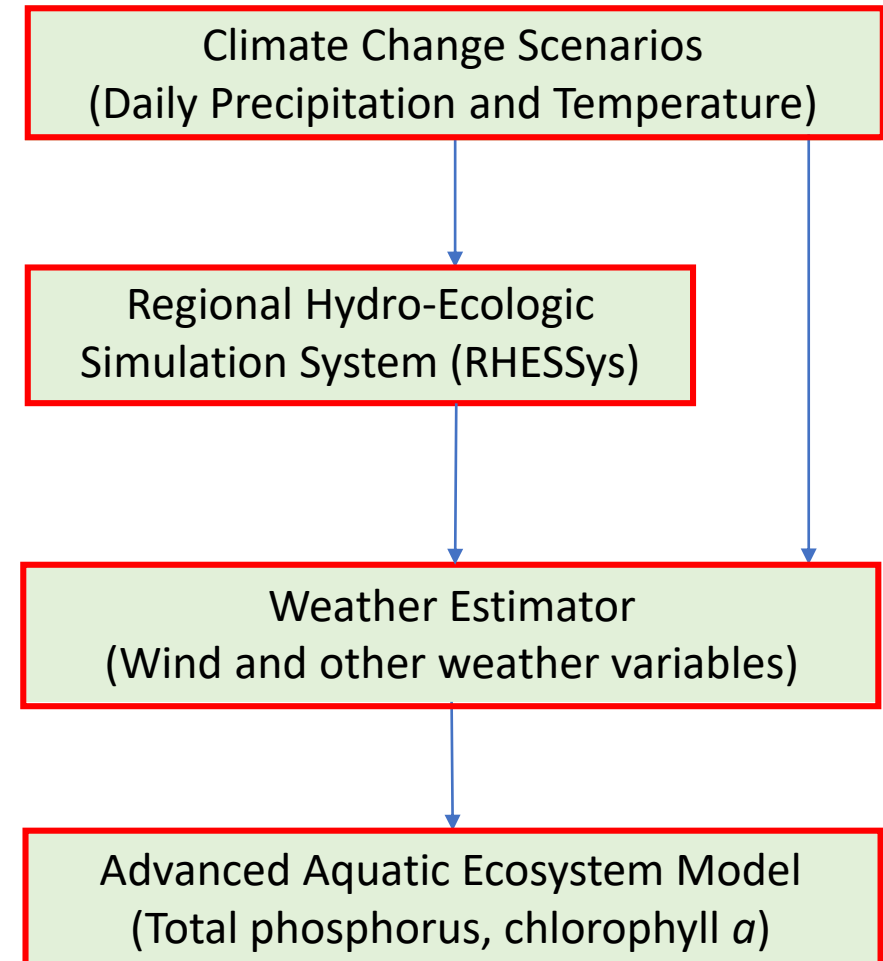 Climate Change Scenarios
(Daily Precipitation and Temperature)
Regional Hydro-Ecologic
Simulation System (RHESSys)
Weather Estimator
(Wind and other weather variables)
Advanced Aquatic Ecosystem Model
(Total phosphorus, chlorophyll a)